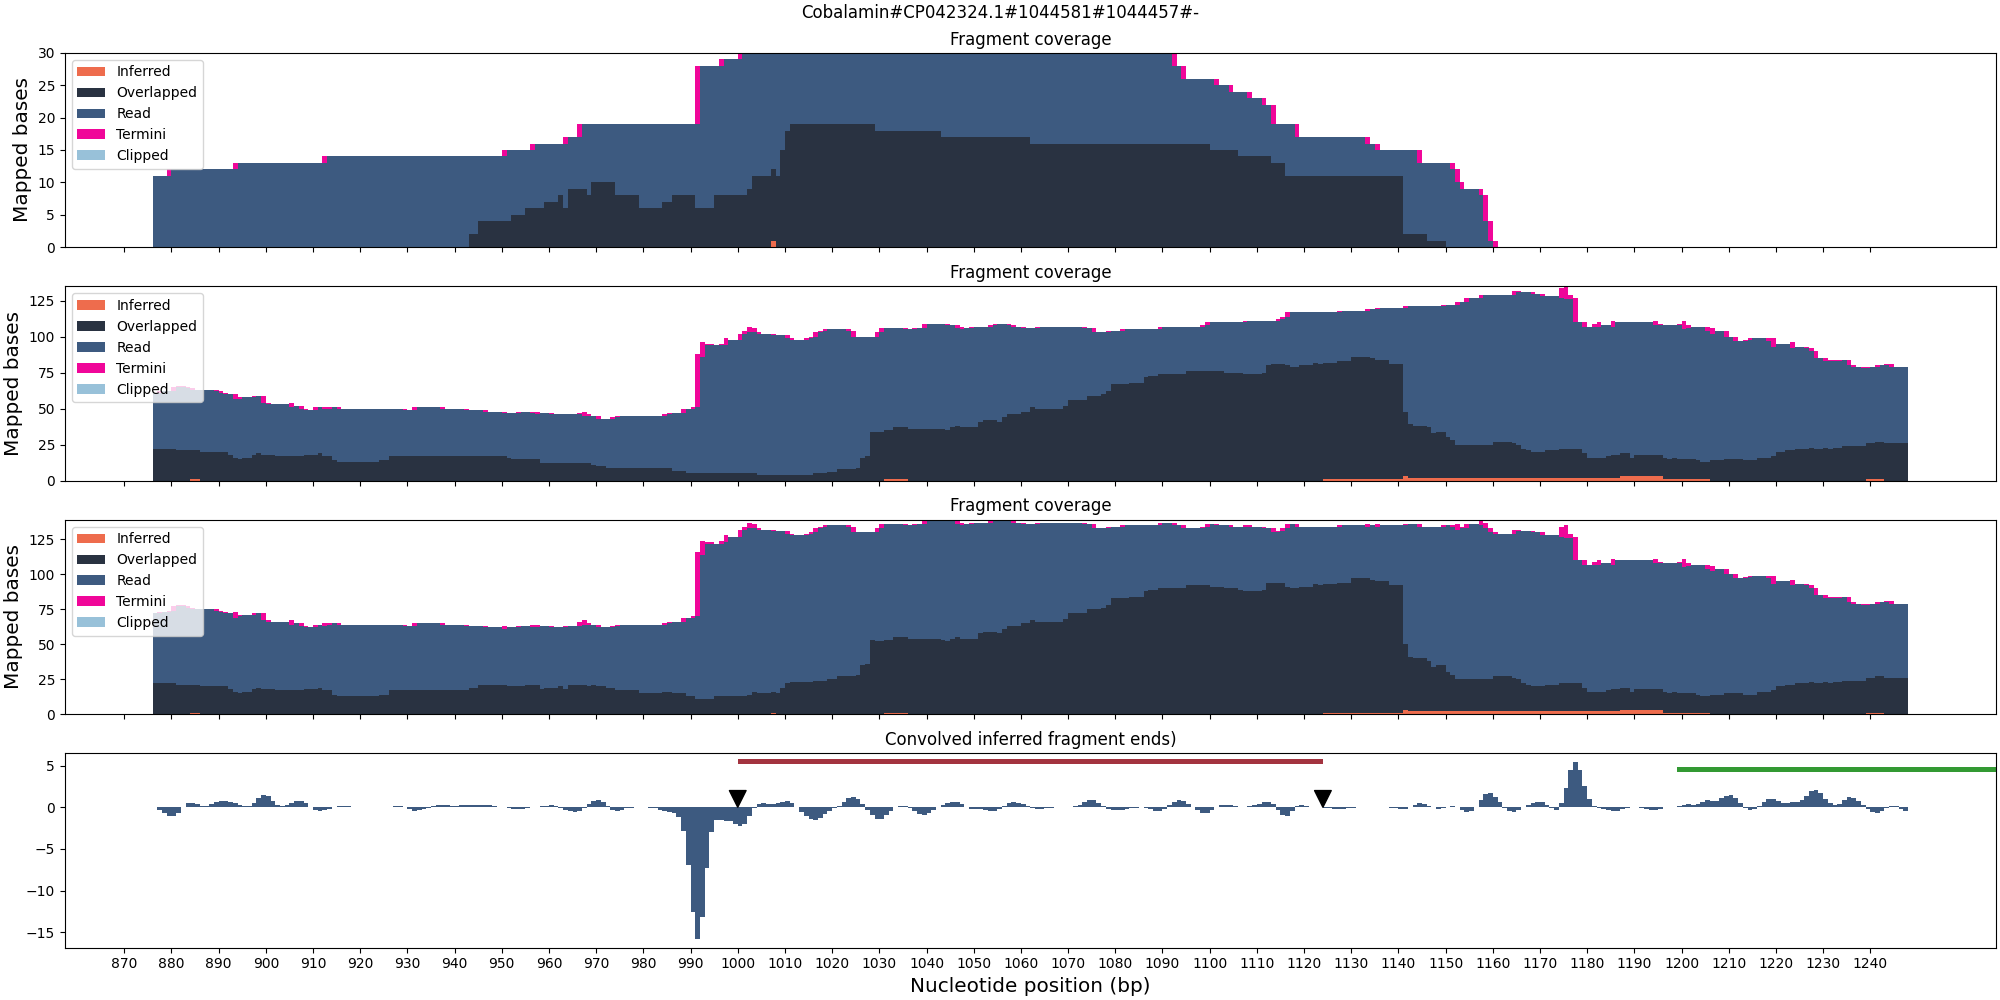 Cobalamin#CP042324.1#1044581#1044457#-
Fragment coverage
Mapped bases
30
25
20
15
10
5
0
Inferred
Overlapped
Read
Termini
Clipped
Fragment coverage
Mapped bases
125
100
75
50
25
0
Inferred
Overlapped
Read
Termini
Clipped
Fragment coverage
Mapped bases
125
100
75
50
25
0
Inferred
Overlapped
Read
Termini
Clipped
Convolved inferred fragment ends)
5
0
−5
−10
−15
870 880 890 900 910 920 930 940 950 960 970 980 990 1000 1010 1020 1030 1040 1050 1060 1070 1080 1090 1100 1110 1120 1130 1140 1150 1160 1170 1180 1190 1200 1210 1220 1230 1240
Nucleotide position (bp)